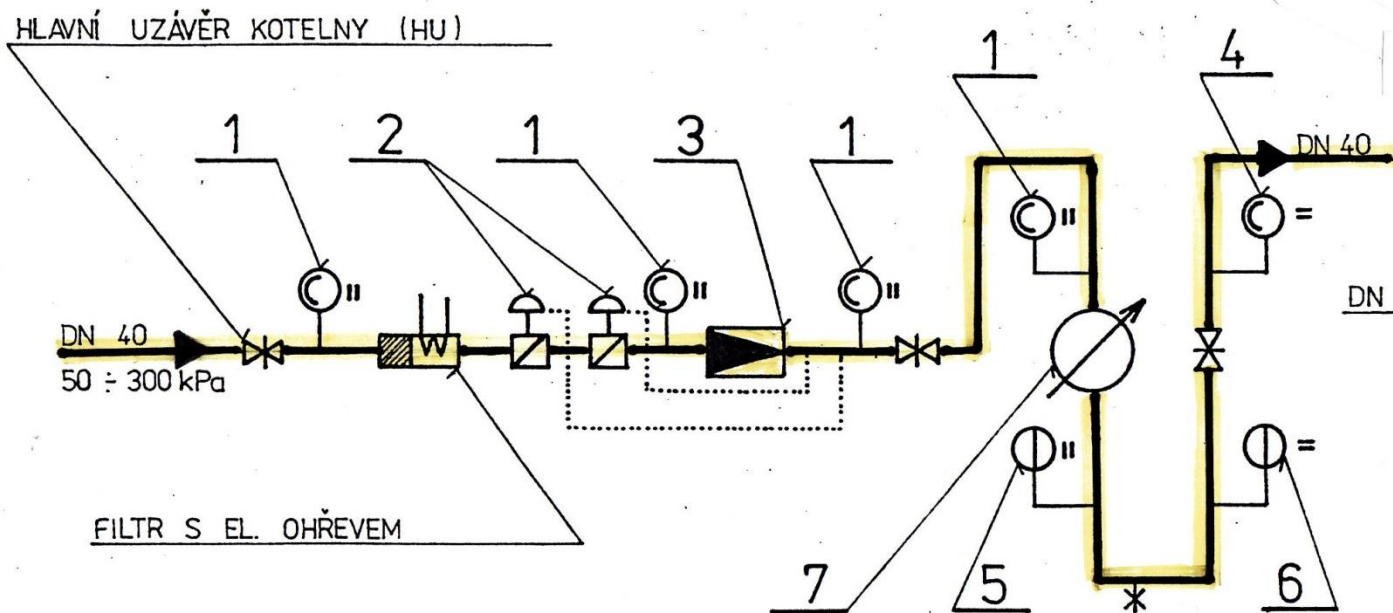 HLAVNÍ UZÁVĚR KOTELNY (HU)
1 2 1 3 1 1 4
DN 40
DN 40
50 ÷ 300 kPa
DN
FILTR S EL. OHŘEVEM
7 5 6